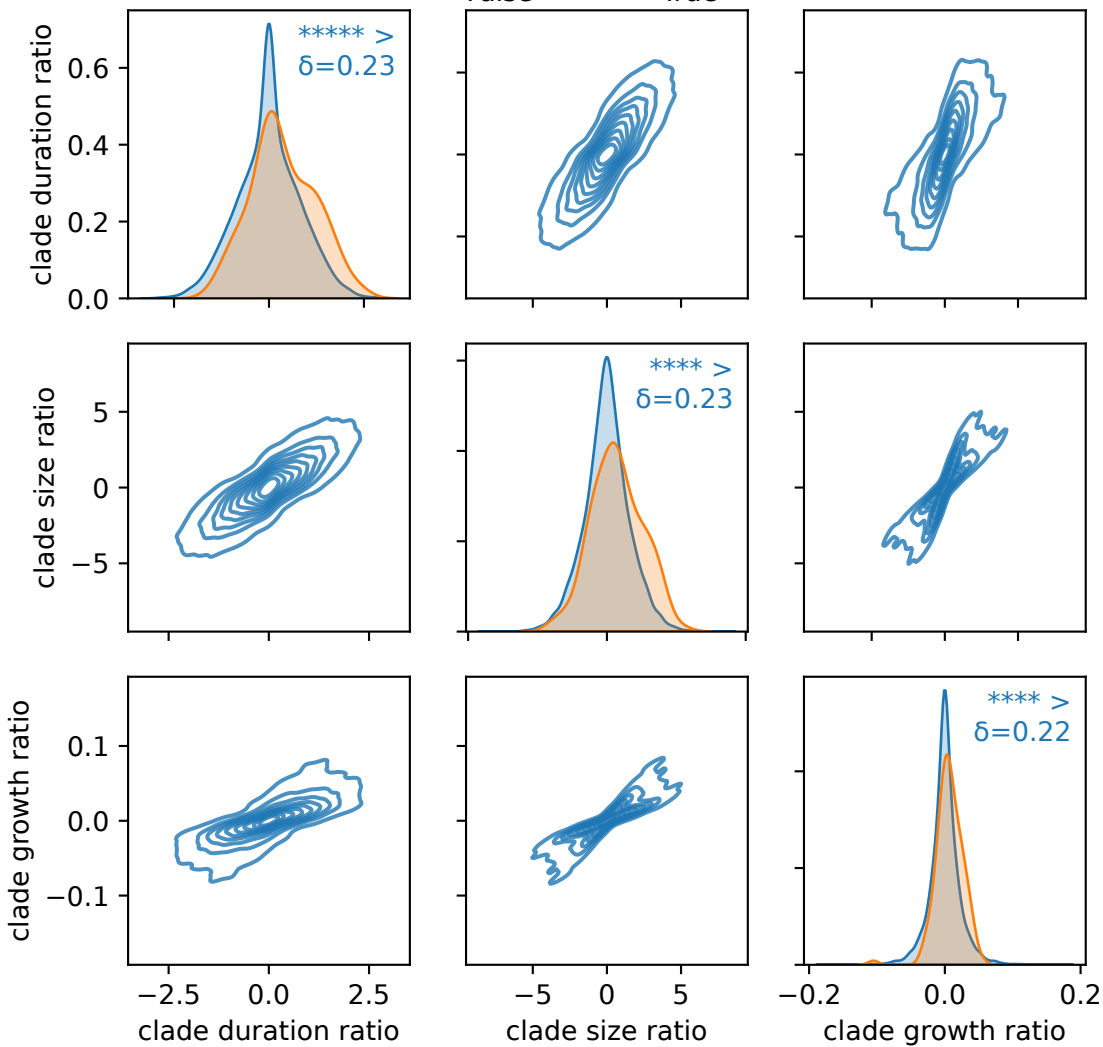 clade duration ratio
0.6
0.4
0.2
0.0
***** >
δ=0.23
clade size ratio
5
0
−5
**** >
δ=0.23
clade growth ratio
0.1
0.0
−0.1
**** >
δ=0.22
−2.5
0.0
2.5
clade duration ratio
−5
0
5
clade size ratio
−0.2
0.0
0.2
clade growth ratio